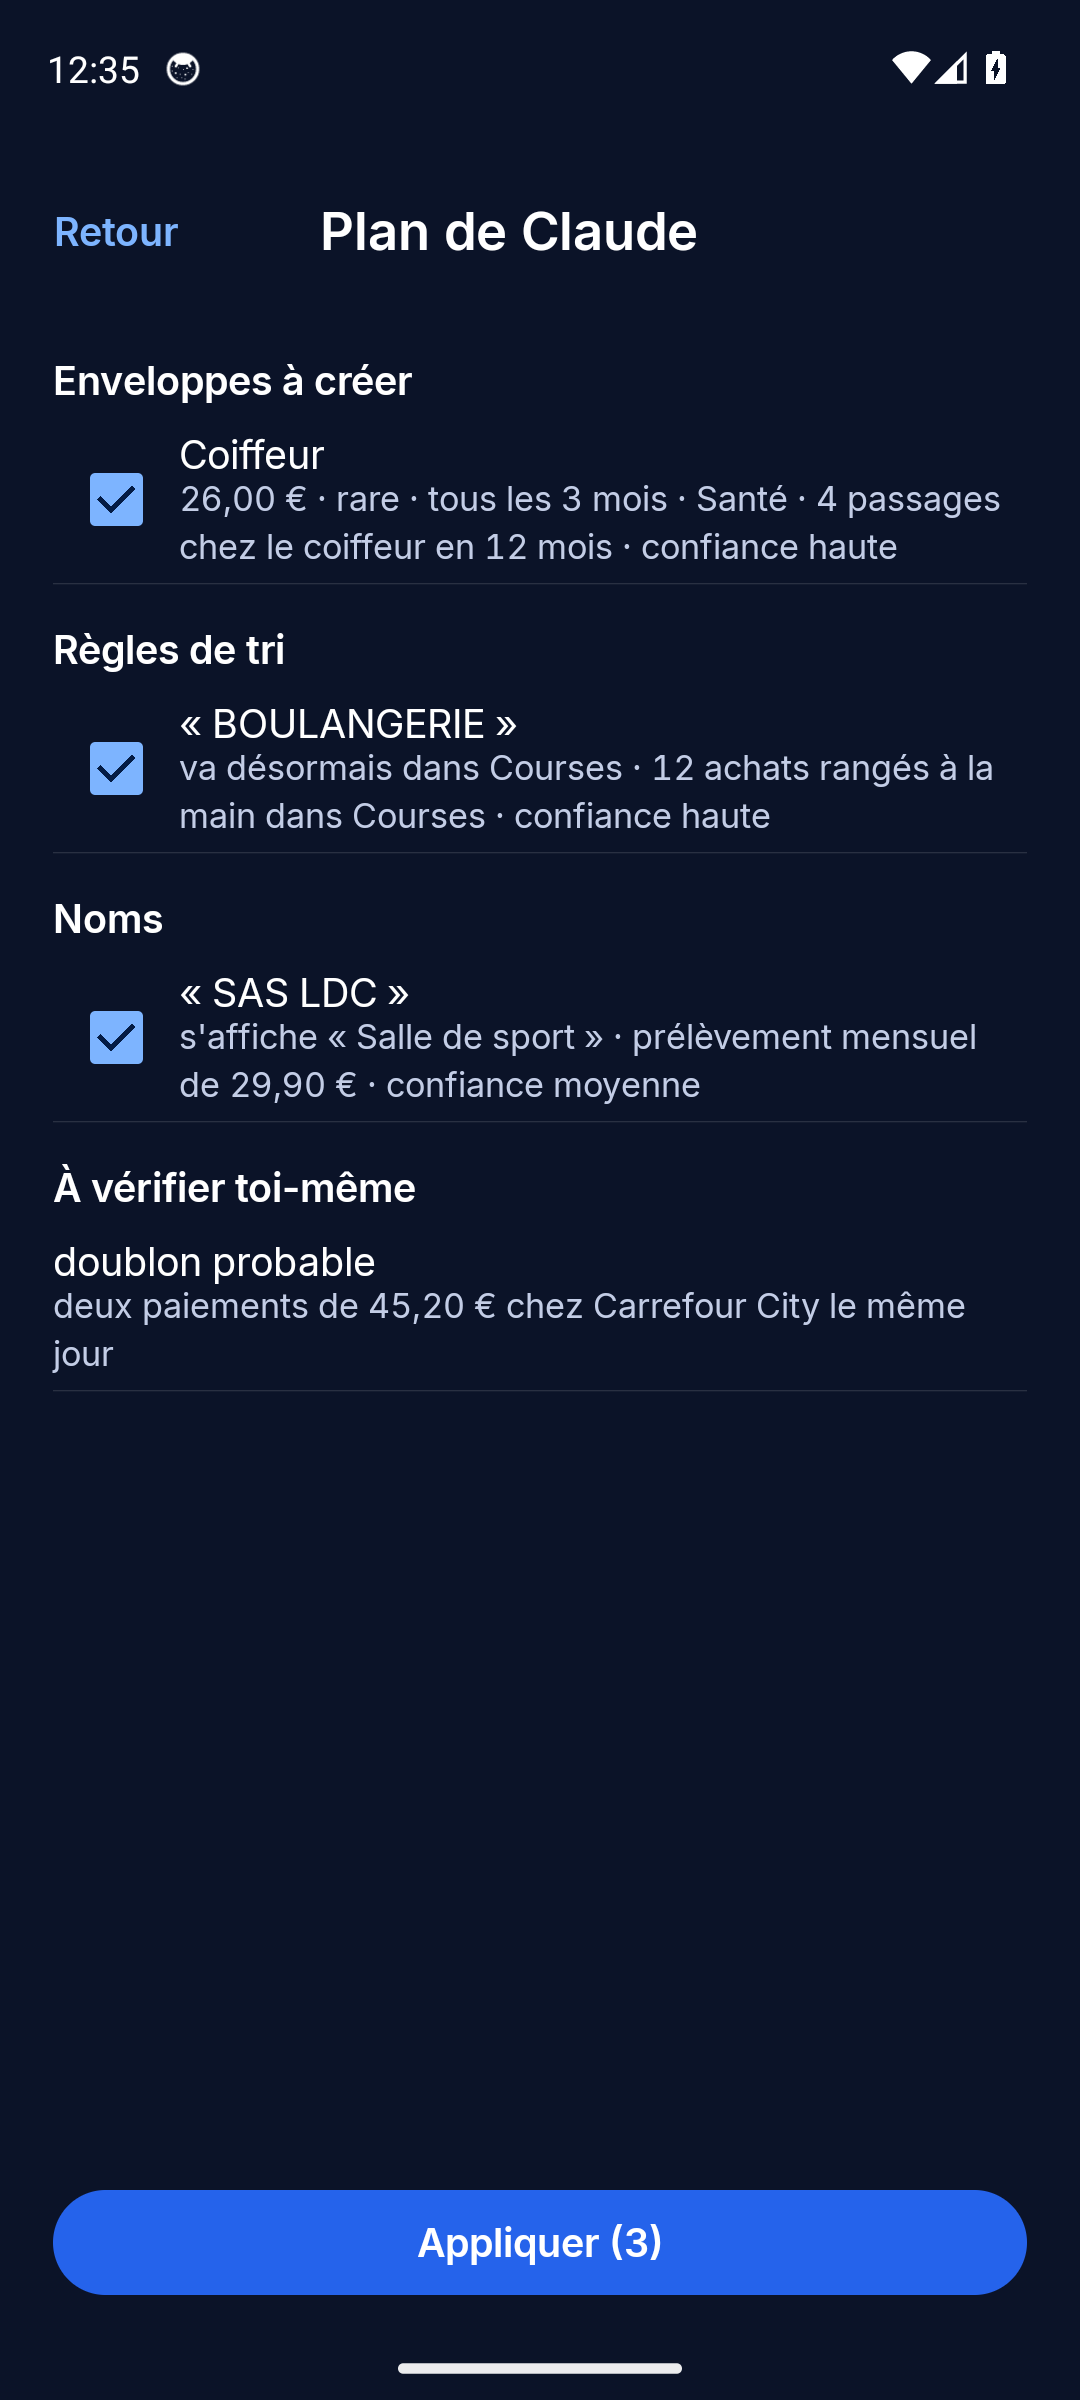 12:35
Retour
Plan de Claude
Enveloppes à créer
Coiffeur
26,00 € · rare · tous les 3 mois · Santé · 4 passages
chez le coiffeur en 12 mois · confiance haute
Règles de tri
« BOULANGERIE »
va désormais dans Courses · 12 achats rangés à la
main dans Courses · confiance haute
Noms
« SAS LDC »
s'affiche « Salle de sport » · prélèvement mensuel
de 29,90 € · confiance moyenne
À vérifier toi-même
doublon probable
deux paiements de 45,20 € chez Carrefour City le même
jour
Appliquer (3)